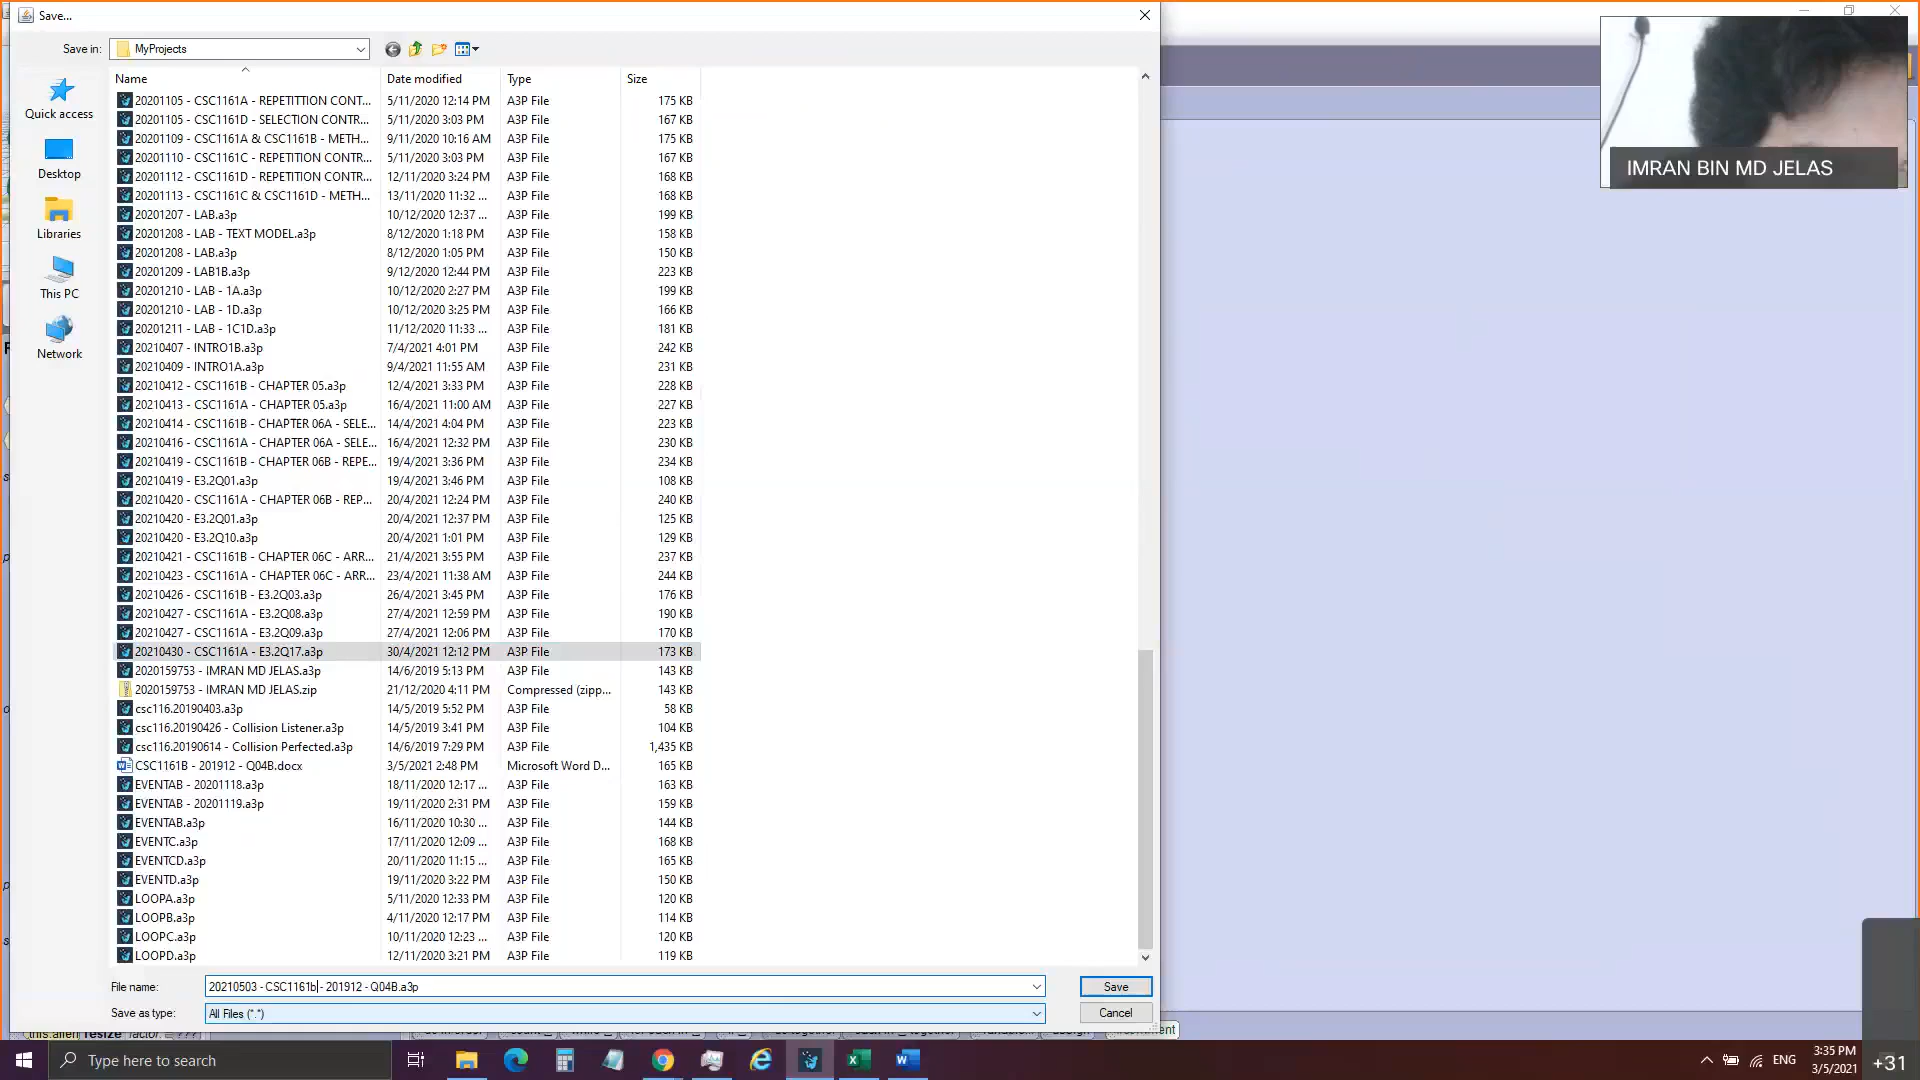 Save...
IMRAN BIN MD JELAS
Save in: MyProjects
Name Date modified Type Size
Quick access
Desktop
Libraries
This PC
Network
20201105 - CSC1161A - REPETITTION CONT... 5/11/2020 12:14 PM A3P File 175 KB
20201105 - CSC1161D - SELECTION CONTR... 5/11/2020 3:03 PM A3P File 167 KB
20201109 - CSC1161A & CSC1161B - METH... 9/11/2020 10:16 AM A3P File 175 KB
20201110 - CSC1161C - REPETITION CONTR... 5/11/2020 3:03 PM A3P File 167 KB
20201112 - CSC1161D - REPETITION CONTR... 12/11/2020 3:24 PM A3P File 168 KB
20201113 - CSC1161C & CSC1161D - METH... 13/11/2020 11:32 ... A3P File 168 KB
20201207 - LAB.a3p 10/12/2020 12:37 ... A3P File 199 KB
20201208 - LAB - TEXT MODEL.a3p 8/12/2020 1:18 PM A3P File 158 KB
20201208 - LAB.a3p 8/12/2020 1:05 PM A3P File 150 KB
20201209 - LAB1B.a3p 9/12/2020 12:44 PM A3P File 223 KB
20201210 - LAB - 1A.a3p 10/12/2020 2:27 PM A3P File 199 KB
20201210 - LAB - 1D.a3p 10/12/2020 3:25 PM A3P File 166 KB
20201211 - LAB - 1C1D.a3p 11/12/2020 11:33 ... A3P File 181 KB
20210407 - INTRO1B.a3p 7/4/2021 4:01 PM A3P File 242 KB
20210409 - INTRO1A.a3p 9/4/2021 11:55 AM A3P File 231 KB
20210412 - CSC1161B - CHAPTER 05.a3p 12/4/2021 3:33 PM A3P File 228 KB
20210413 - CSC1161A - CHAPTER 05.a3p 16/4/2021 11:00 AM A3P File 227 KB
20210414 - CSC1161B - CHAPTER 06A - SELE... 14/4/2021 4:04 PM A3P File 223 KB
20210416 - CSC1161A - CHAPTER 06A - SELE... 16/4/2021 12:32 PM A3P File 230 KB
20210419 - CSC1161B - CHAPTER 06B - REPE... 19/4/2021 3:36 PM A3P File 234 KB
20210419 - E3.2Q01.a3p 19/4/2021 3:46 PM A3P File 108 KB
20210420 - CSC1161A - CHAPTER 06B - REP... 20/4/2021 12:24 PM A3P File 240 KB
20210420 - E3.2Q01.a3p 20/4/2021 12:37 PM A3P File 125 KB
20210420 - E3.2Q10.a3p 20/4/2021 1:01 PM A3P File 129 KB
20210421 - CSC1161B - CHAPTER 06C - ARR... 21/4/2021 3:55 PM A3P File 237 KB
20210423 - CSC1161A - CHAPTER 06C - ARR... 23/4/2021 11:38 AM A3P File 244 KB
20210426 - CSC1161B - E3.2Q03.a3p 26/4/2021 3:45 PM A3P File 176 KB
20210427 - CSC1161A - E3.2Q08.a3p 27/4/2021 12:59 PM A3P File 190 KB
20210427 - CSC1161A - E3.2Q09.a3p 27/4/2021 12:06 PM A3P File 170 KB
20210430 - CSC1161A - E3.2Q17.a3p 30/4/2021 12:12 PM A3P File 173 KB
2020159753 - IMRAN MD JELAS.a3p 14/6/2019 5:13 PM A3P File 143 KB
2020159753 - IMRAN MD JELAS.zip 21/12/2020 4:11 PM Compressed (zipp... 143 KB
csc116.20190403.a3p 14/5/2019 5:52 PM A3P File 58 KB
csc116.20190426 - Collision Listener.a3p 14/5/2019 3:41 PM A3P File 104 KB
csc116.20190614 - Collision Perfected.a3p 14/6/2019 7:29 PM A3P File 1,435 KB
CSC1161B - 201912 - Q04B.docx 3/5/2021 2:48 PM Microsoft Word D... 165 KB
EVENTAB - 20201118.a3p 18/11/2020 12:17 ... A3P File 163 KB
EVENTAB - 20201119.a3p 19/11/2020 2:31 PM A3P File 159 KB
EVENTAB.a3p 16/11/2020 10:30 ... A3P File 144 KB
EVENTC.a3p 17/11/2020 12:09 ... A3P File 168 KB
EVENTCD.a3p 20/11/2020 11:15 ... A3P File 165 KB
EVENTD.a3p 19/11/2020 3:22 PM A3P File 150 KB
LOOPA.a3p 5/11/2020 12:33 PM A3P File 120 KB
LOOPB.a3p 4/11/2020 12:17 PM A3P File 114 KB
LOOPC.a3p 10/11/2020 12:23 ... A3P File 120 KB
LOOPD.a3p 12/11/2020 3:21 PM A3P File 119 KB
File name: 20210503 - CSC1161b - 201912 - Q04B.a3p Save
Save as type: All Files (*.*) Cancel
Type here to search
ENG
3:35 PM
3/5/2021
+31